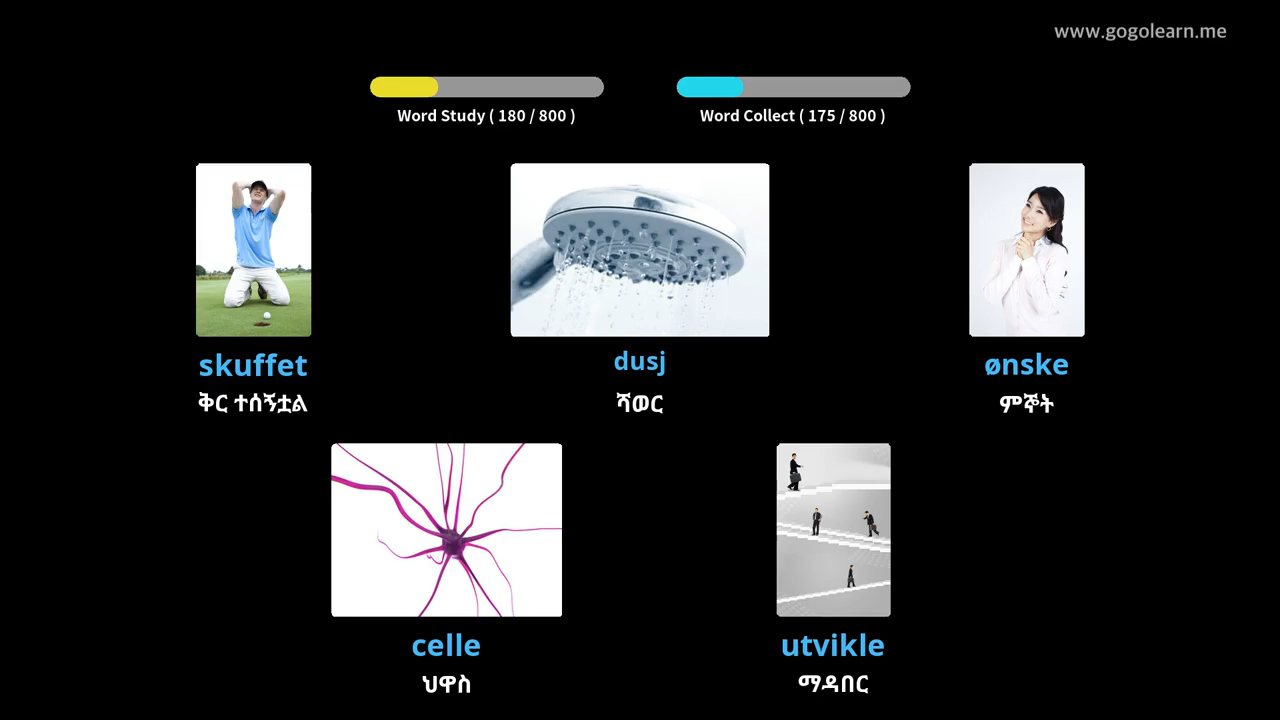 www.gogolearn.me
Word Study ( 180 / 800 )
Word Collect ( 175 / 800 )
skuffet
ቅር ተሰኝቷል
dusj
ሻወር
ønske
ምኞት
celle
ህዋስ
utvikle
ማዳበር